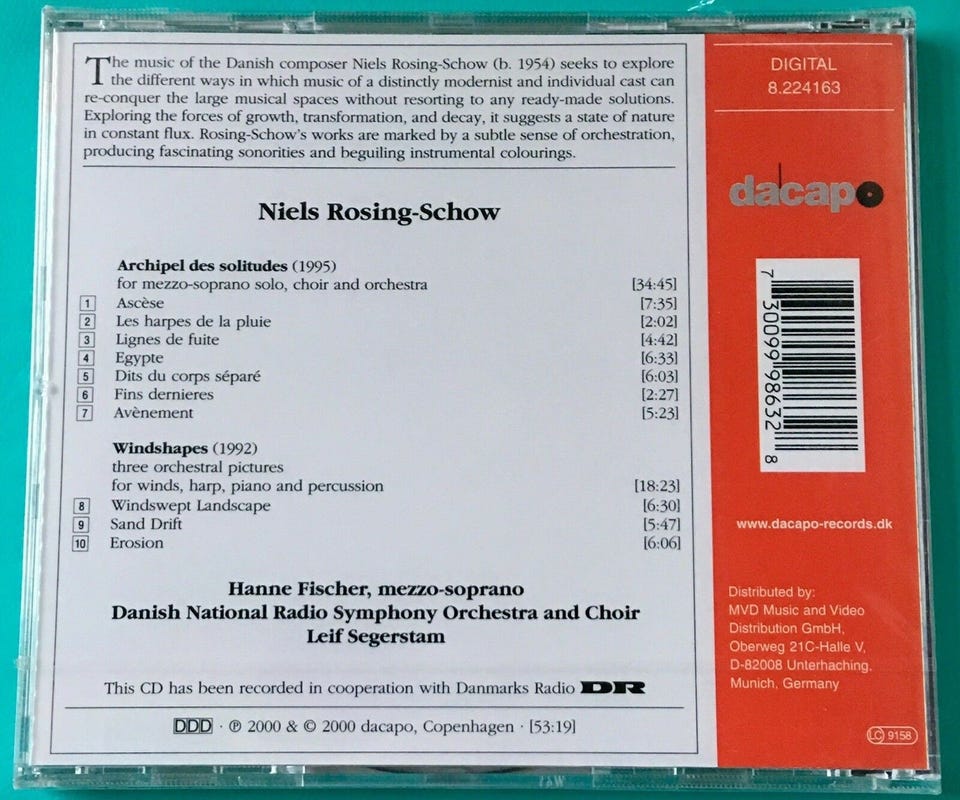 The music of the Danish composer Niels Rosing-Schow (b. 1954) seeks to explore
the different ways in which music of a distinctly modernist and individual cast can
re-conquer the large musical spaces without resorting to any ready-made solutions.
Exploring the forces of growth, transformation, and decay, it suggests a state of nature
in constant flux. Rosing-Schow's works are marked by a subtle sense of orchestration,
producing fascinating sonorities and beguiling instrumental colourings.
Niels Rosing-Schow
Archipel des solitudes (1995)
for mezzo-soprano solo, choir and orchestra [34:45]
1 Ascèse [7:35]
2 Les harpes de la pluie [2:02]
3 Lignes de fuite [4:42]
4 Egypte [6:33]
5 Dits du corps séparé [6:03]
6 Fins dernieres [2:27]
7 Avènement [5:23]
Windshapes (1992)
three orchestral pictures
for winds, harp, piano and percussion [18:23]
8 Windswept Landscape [6:30]
9 Sand Drift [5:47]
10 Erosion [6:06]
Hanne Fischer, mezzo-soprano
Danish National Radio Symphony Orchestra and Choir
Leif Segerstam
This CD has been recorded in cooperation with Danmarks Radio DR
DDD · ℗ 2000 & © 2000 dacapo, Copenhagen · [53:19]
DIGITAL
8.224163
dacapo
7 30099 98632 8
www.dacapo-records.dk
Distributed by:
MVD Music and Video
Distribution GmbH,
Oberweg 21C-Halle V,
D-82008 Unterhaching,
Munich, Germany
LC 9158